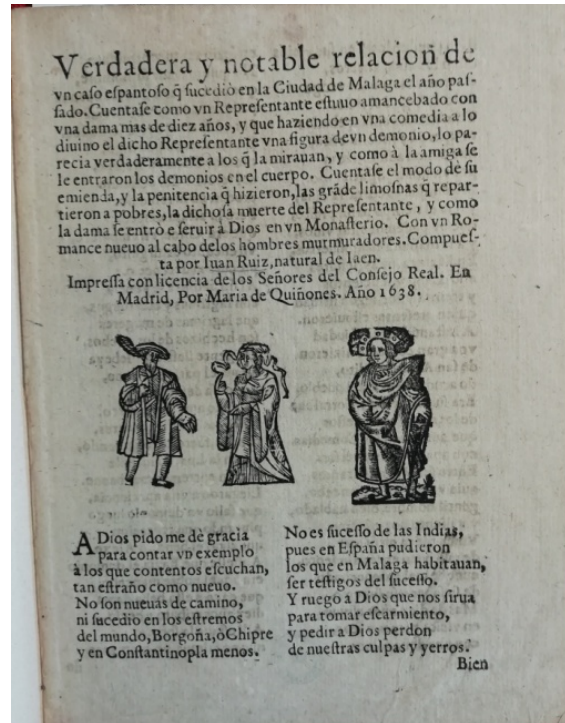 Verdadera y notable relacion de
vn caso espantoso q̃ sucediò en la Ciudad de Malaga el año pas-
sado. Cuentase como vn Representante estuuo amancebado con
vna dama mas de diez años, y que haziendo en vna comedia a lo
diuino el dicho Representante vna figura devn demonio, lo pa-
recia verdaderamente a los q̃ la mirauan, y como à la amiga se
le entraron los demonios en el cuerpo. Cuentase el modo de su
emienda, y la penitencia q̃ hizieron, las grãde limosnas q̃ repar-
tieron a pobres, la dichosa muerte del Representante, y como
la dama se entrò e seruir à Dios en vn Monasterio. Con vn Ro-
mance nueuo al cabo delos hombres murmuradores. Compues-
ta por Iuan Ruiz, natural de Iaen.
Impressa con licencia de los Señores del Consejo Real. En
Madrid, Por Maria de Quiñones. Año 1638.
A Dios pido me dè gracia
para contar vn exemplo
à los que contentos escuchan,
tan estraño como nueuo.
No son nueuas de camino,
ni sucedio en los estremos
del mundo, Borgoña, ò Chipre
y en Constantinopla menos.
No es sucesso de las Indias,
pues en España pudieron
los que en Malaga habitauan,
ser testigos del sucesso.
Y ruego a Dios que nos sirua
para tomar escarmiento,
y pedir a Dios perdon
de nuestras culpas y yerros.
Bien